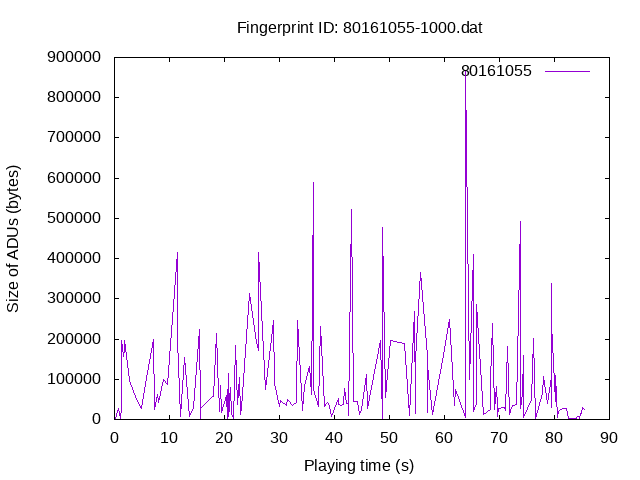 Fingerprint ID: 80161055-1000.dat
900000
80161055
800000
700000
600000
500000
400000
300000
200000
100000
0
Size of ADUs (bytes)
0 10 20 30 40 50 60 70 80 90
Playing time (s)